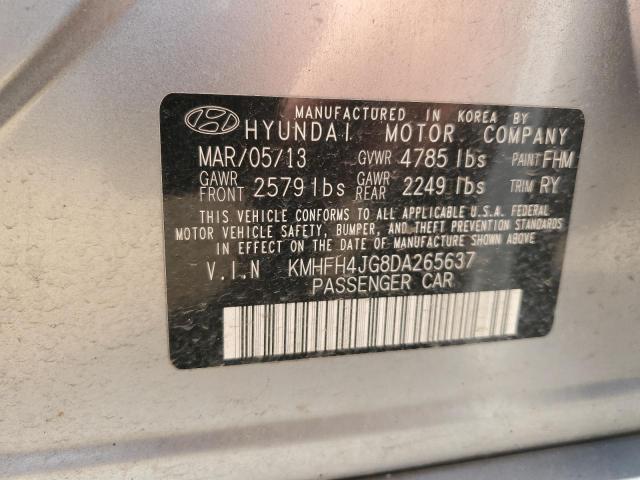 MANUFACTURED IN KOREA BY
HYUNDAI MOTOR COMPANY
MAR/05/13 GVWR 4785 lbs PAINT FHM
GAWR FRONT 2579 lbs GAWR REAR 2249 lbs TRIM RY
THIS VEHICLE CONFORMS TO ALL APPLICABLE U.S.A. FEDERAL
MOTOR VEHICLE SAFETY, BUMPER, AND THEFT PREVENTION STANDARDS
IN EFFECT ON THE DATE OF MANUFACTURE SHOWN ABOVE.
V.I.N KMHFH4JG8DA265637
PASSENGER CAR